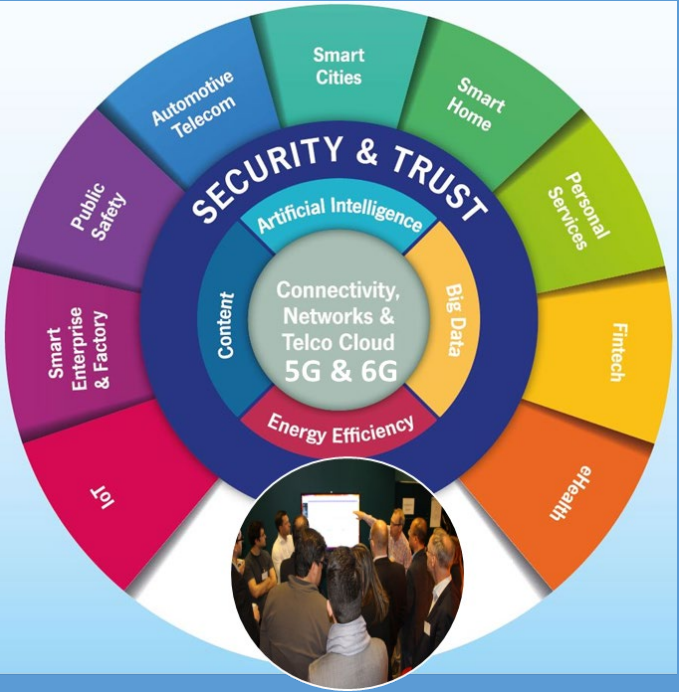 Smart
Cities
Automotive
Telecom
Smart
Home
Public
Safety
Personal
Services
Smart
Enterprise
& Factory
Fintech
IoT
eHealth
SECURITY & TRUST
Artificial Intelligence
Content
Big Data
Energy Efficiency
Connectivity,
Networks &
Telco Cloud
5G & 6G